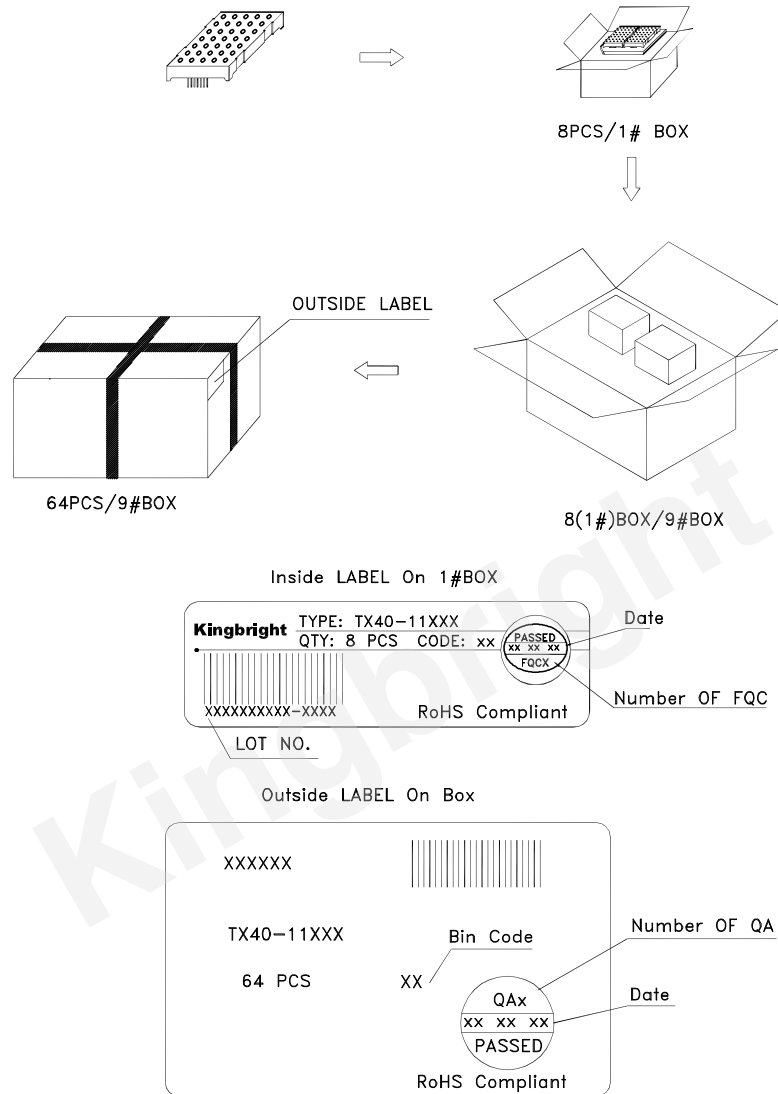 8PCS/1# BOX
OUTSIDE LABEL
64PCS/9#BOX
8(1#)BOX/9#BOX
Inside LABEL On 1#BOX
Kingbright
TYPE: TX40-11XXX
QTY: 8 PCS CODE: XX
PASSED
XX XX XX
FQCX
Date
Number OF FQC
XXXXXXXXXX-XXXX
RoHS Compliant
LOT NO.
Outside LABEL On Box
XXXXXX
TX40-11XXX
Bin Code
Number OF QA
64 PCS
XX
QAx
XX XX XX
Date
PASSED
RoHS Compliant
Kingbright